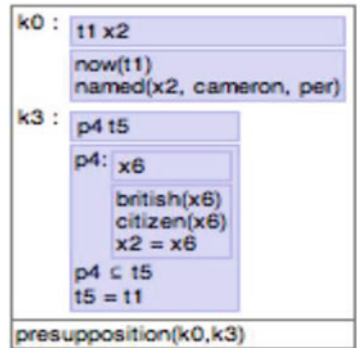 k0 : t1 x2
now(t1)
named(x2, cameron, per)
k3 : p4 t5
p4: x6
british(x6)
citizen(x6)
x2 = x6
p4 ⊆ t5
t5 = t1
presupposition(k0,k3)